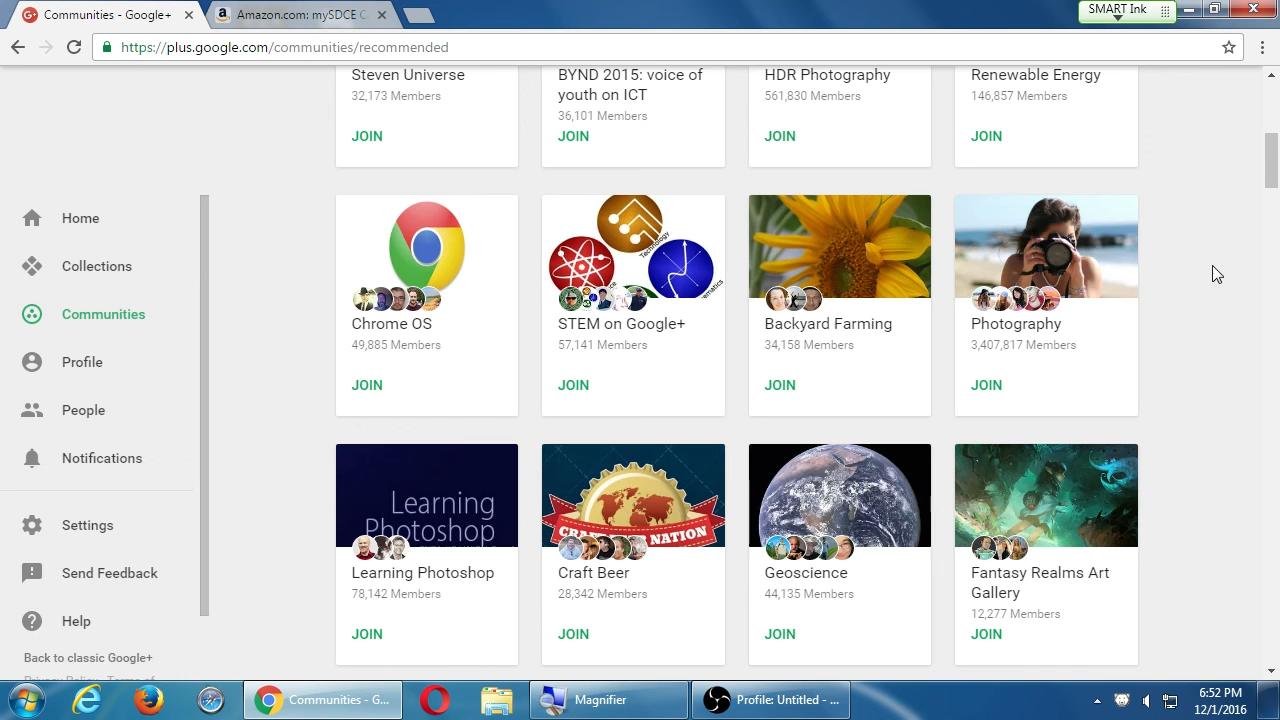 Communities - Google+
Amazon.com: mySDCE C
SMART Ink
https://plus.google.com/communities/recommended
Steven Universe
32,173 Members
JOIN
BYND 2015: voice of
youth on ICT
36,101 Members
JOIN
HDR Photography
561,830 Members
JOIN
Renewable Energy
146,857 Members
JOIN
Home
Collections
Communities
Profile
People
Notifications
Settings
Send Feedback
Help
Back to classic Google+
Privacy Policy · Terms of
Chrome OS
49,885 Members
JOIN
Technology
STEM on Google+
57,141 Members
JOIN
Backyard Farming
34,158 Members
JOIN
Photography
3,407,817 Members
JOIN
Learning
Photoshop
Learning Photoshop
78,142 Members
JOIN
Craft Beer
28,342 Members
JOIN
Geoscience
44,135 Members
JOIN
Fantasy Realms Art
Gallery
12,277 Members
JOIN
Communities - G...
Magnifier
Profile: Untitled - ...
6:52 PM
12/1/2016